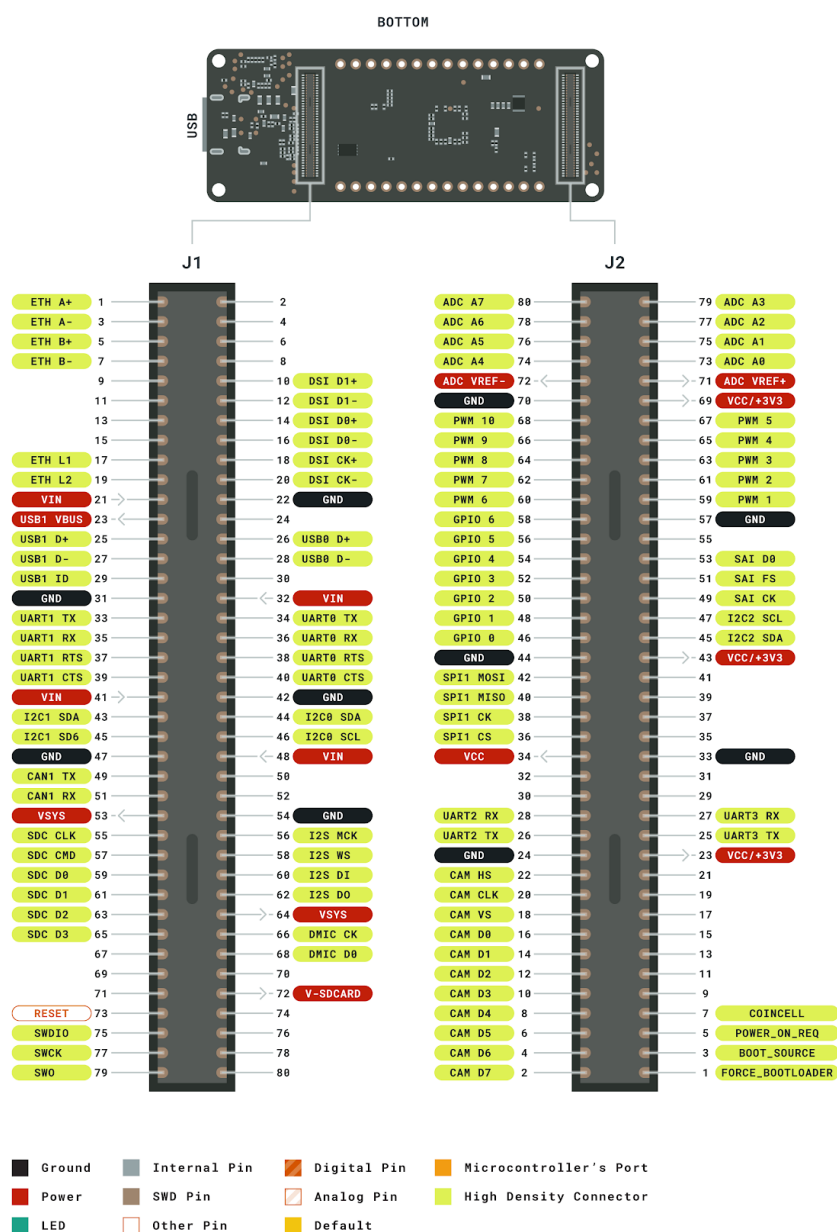 BOTTOM
USB
J1
J2
ETH A+ 1 2
ETH A- 3 4
ETH B+ 5 6
ETH B- 7 8
9 10 DSI D1+
11 12 DSI D1-
13 14 DSI D0+
15 16 DSI D0-
ETH L1 17 18 DSI CK+
ETH L2 19 20 DSI CK-
VIN 21 22 GND
USB1 VBUS 23 24
USB1 D+ 25 26 USB0 D+
USB1 D- 27 28 USB0 D-
USB1 ID 29 30
GND 31 32 VIN
UART1 TX 33 34 UART0 TX
UART1 RX 35 36 UART0 RX
UART1 RTS 37 38 UART0 RTS
UART1 CTS 39 40 UART0 CTS
VIN 41 42 GND
I2C1 SDA 43 44 I2C0 SDA
I2C1 SD6 45 46 I2C0 SCL
GND 47 48 VIN
CAN1 TX 49 50
CAN1 RX 51 52
VSYS 53 54 GND
SDC CLK 55 56 I2S MCK
SDC CMD 57 58 I2S WS
SDC D0 59 60 I2S DI
SDC D1 61 62 I2S DO
SDC D2 63 64 VSYS
SDC D3 65 66 DMIC CK
67 68 DMIC D0
69 70
71 72 V-SDCARD
RESET 73 74
SWDIO 75 76
SWCK 77 78
SWO 79 80
ADC A7 80 79 ADC A3
ADC A6 78 77 ADC A2
ADC A5 76 75 ADC A1
ADC A4 74 73 ADC A0
ADC VREF- 72 71 ADC VREF+
GND 70 69 VCC/+3V3
PWM 10 68 67 PWM 5
PWM 9 66 65 PWM 4
PWM 8 64 63 PWM 3
PWM 7 62 61 PWM 2
PWM 6 60 59 PWM 1
GPIO 6 58 57 GND
GPIO 5 56 55
GPIO 4 54 53 SAI D0
GPIO 3 52 51 SAI FS
GPIO 2 50 49 SAI CK
GPIO 1 48 47 I2C2 SCL
GPIO 0 46 45 I2C2 SDA
GND 44 43 VCC/+3V3
SPI1 MOSI 42 41
SPI1 MISO 40 39
SPI1 CK 38 37
SPI1 CS 36 35
VCC 34 33 GND
32 31
30 29
UART2 RX 28 27 UART3 RX
UART2 TX 26 25 UART3 TX
GND 24 23 VCC/+3V3
CAM HS 22 21
CAM CLK 20 19
CAM VS 18 17
CAM D0 16 15
CAM D1 14 13
CAM D2 12 11
CAM D3 10 9
CAM D4 8 7 COINCELL
CAM D5 6 5 POWER_ON_REQ
CAM D6 4 3 BOOT_SOURCE
CAM D7 2 1 FORCE_BOOTLOADER
Ground Internal Pin Digital Pin Microcontroller's Port
Power SWD Pin Analog Pin High Density Connector
LED Other Pin Default